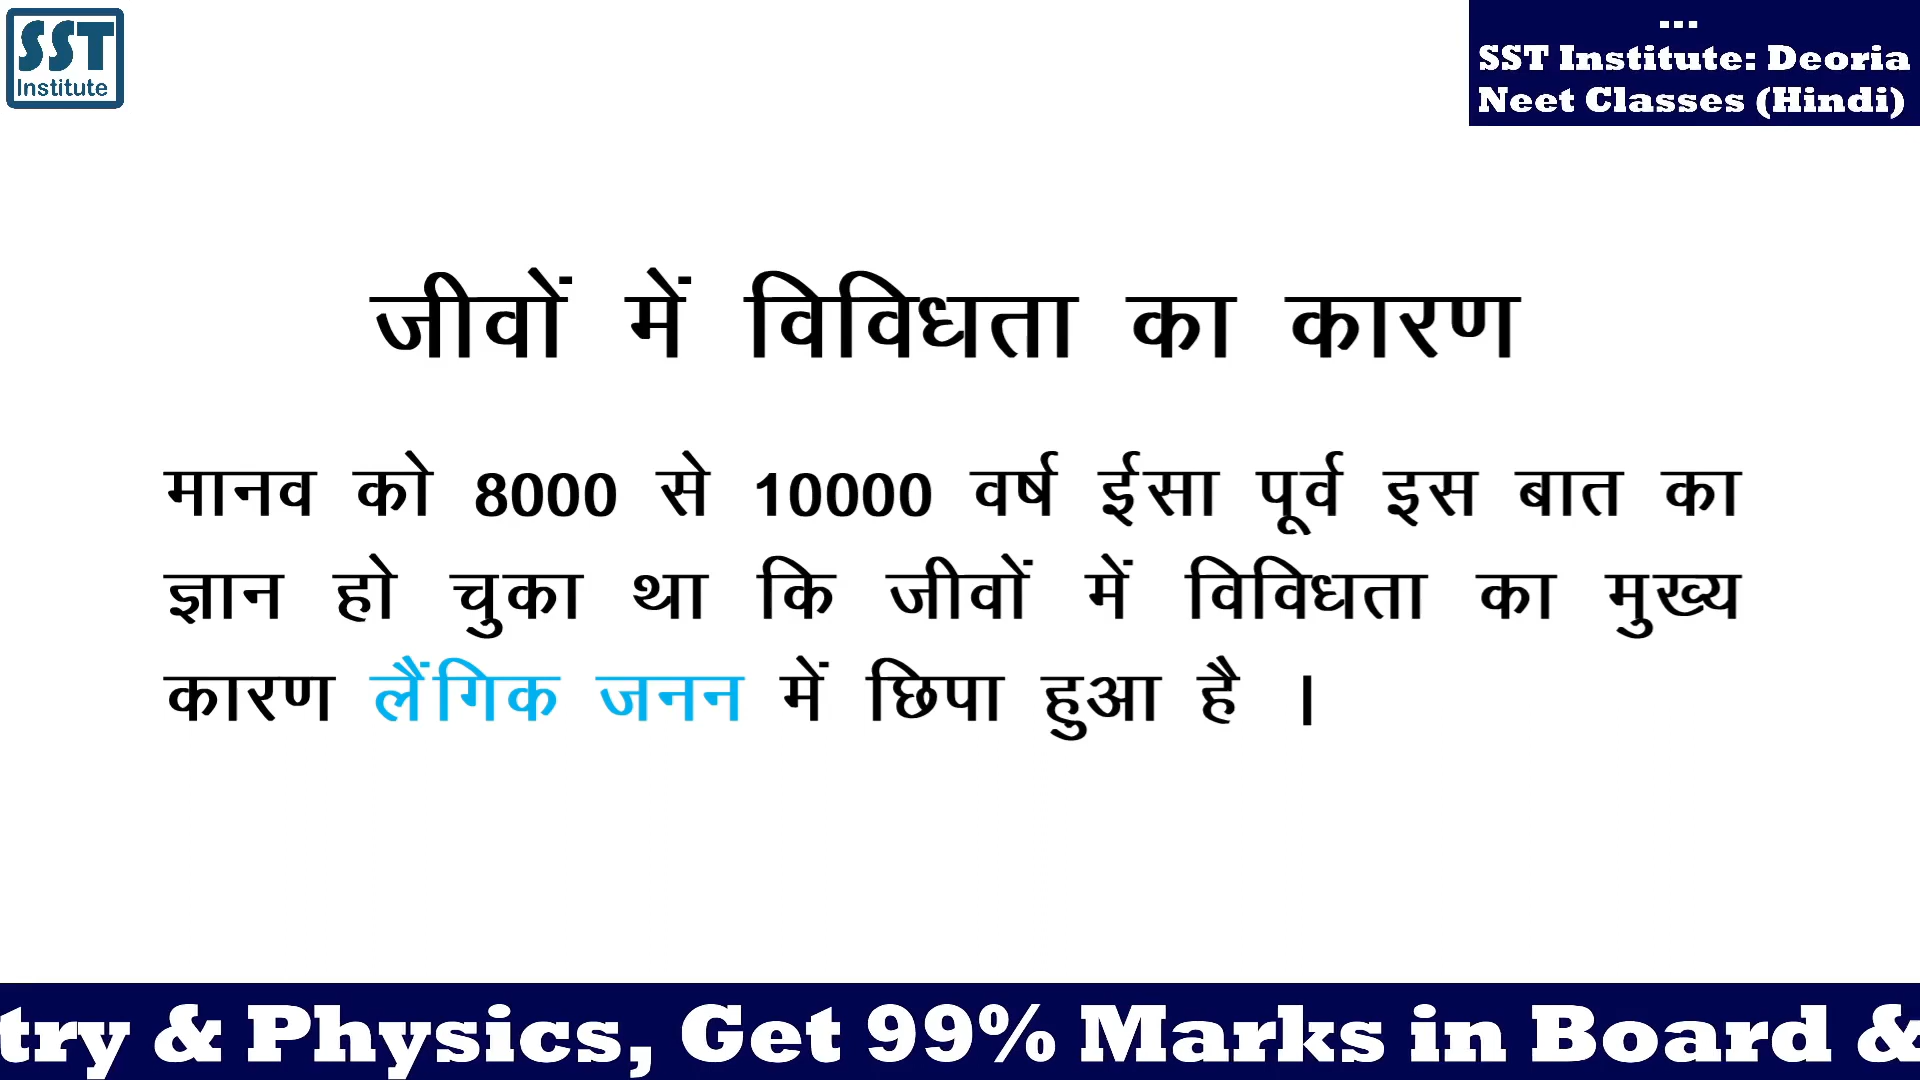 SST
Institute
...
SST Institute: Deoria
Neet Classes (Hindi)
जीवों में विविधता का कारण
मानव को 8000 से 10000 वर्ष ईसा पूर्व इस बात का
ज्ञान हो चुका था कि जीवों में विविधता का मुख्य
कारण लैंगिक जनन में छिपा हुआ है ।
try & Physics, Get 99% Marks in Board &